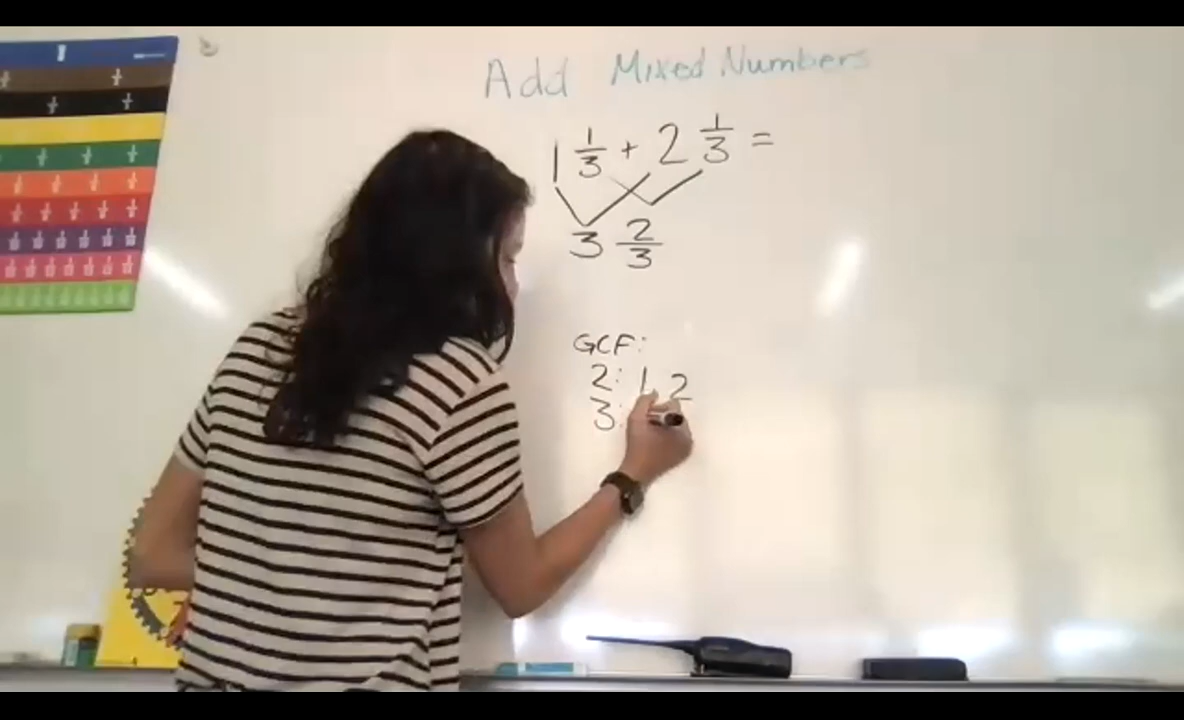 Add Mixed Numbers
1 1/3 + 2 1/3 =
3 2/3
GCF:
2: 1, 2
3: